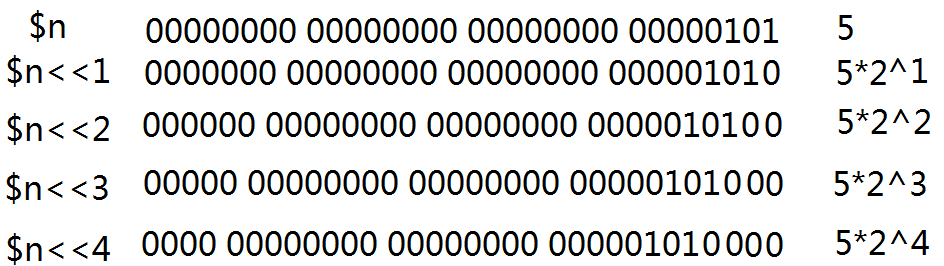 $n 00000000 00000000 00000000 00000101 5
$n<<1 0000000 00000000 00000000 000001010 5*2^1
$n<<2 000000 00000000 00000000 0000010100 5*2^2
$n<<3 00000 00000000 00000000 00000101000 5*2^3
$n<<4 0000 00000000 00000000 000001010000 5*2^4